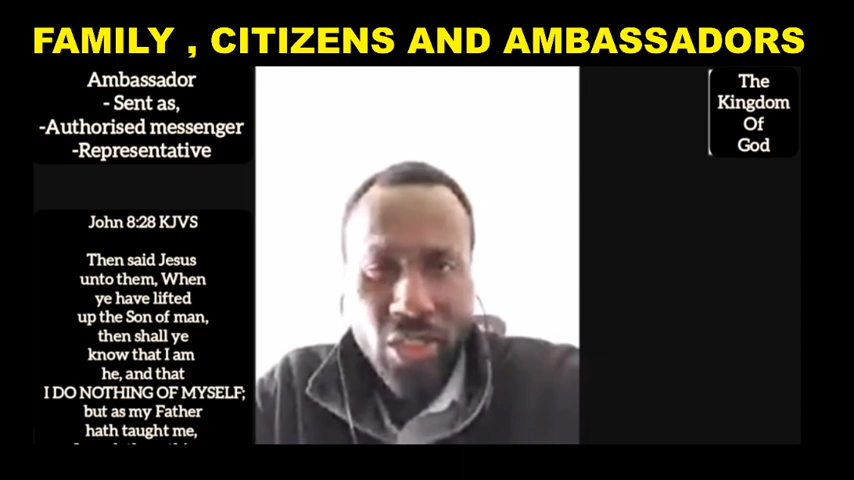 FAMILY , CITIZENS AND AMBASSADORS
Ambassador
- Sent as,
-Authorised messenger
-Representative
The
Kingdom
Of
God
John 8:28 KJVS
Then said Jesus
unto them, When
ye have lifted
up the Son of man,
then shall ye
know that I am
he, and that
I DO NOTHING OF MYSELF;
but as my Father
hath taught me,